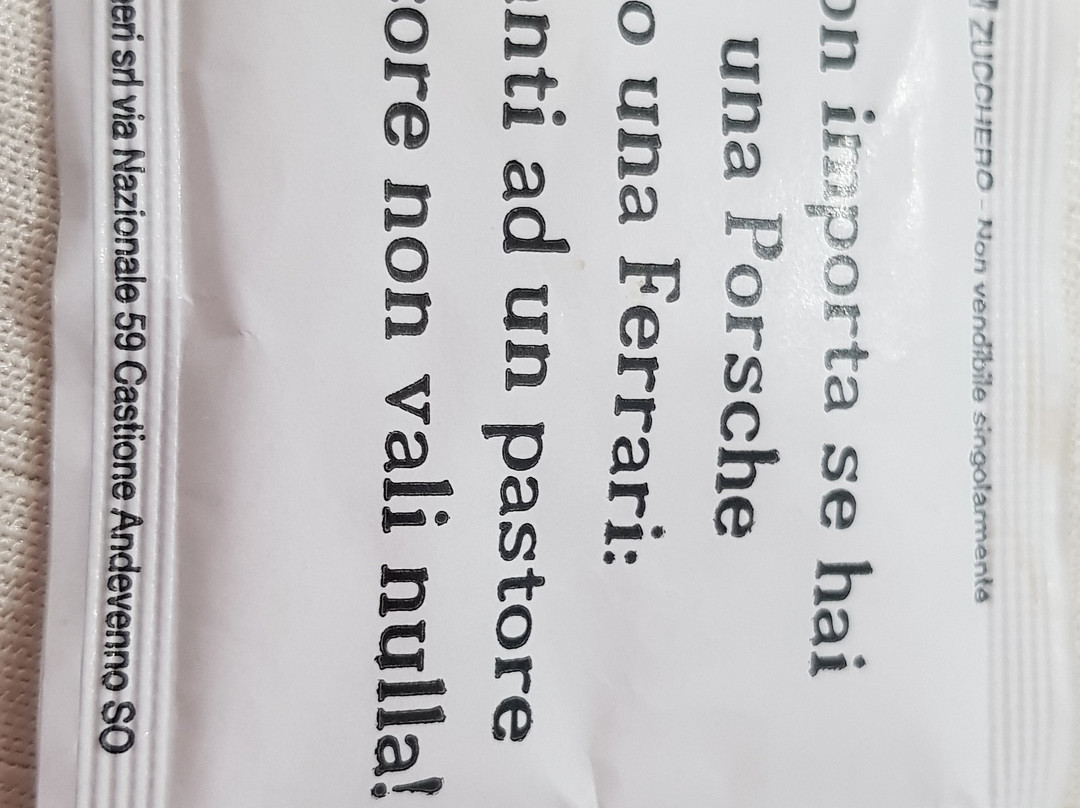 ZUCCHERO - Non vendibile singolarmente
on importa se hai
una Porsche
o una Ferrari:
nti ad un pastore
ore non vali nulla!
eri srl via Nazionale 59 Castione Andevenno SO